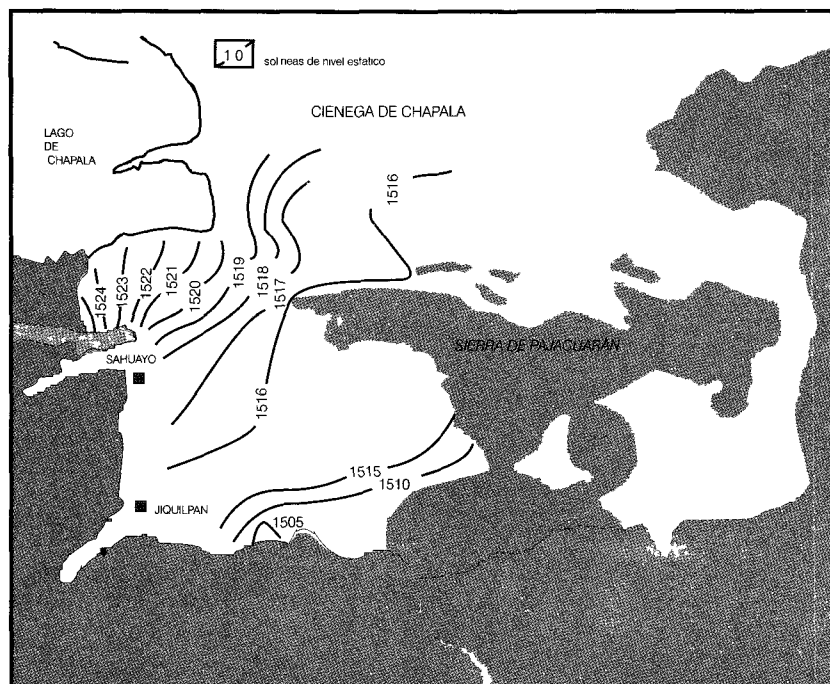 10
sol neas de nivel estatico
CIENEGA DE CHAPALA
LAGO
DE
CHAPALA
1516
1524
1523
1522
1521
1520
1519
1518
1517
SIERRA DE PAJACUARÁN
SAHUAYO
1516
1515
1510
JIQUILPAN
1505